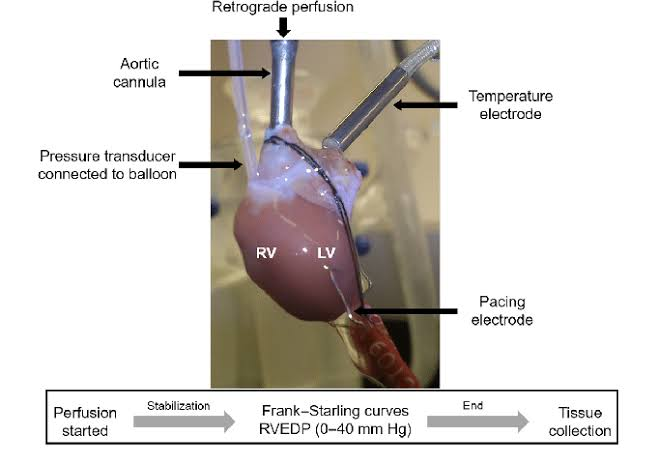 Retrograde perfusion
Aortic
cannula
Temperature
electrode
Pressure transducer
connected to balloon
RV
LV
Pacing
electrode
Perfusion
started
Stabilization
Frank–Starling curves
RVEDP (0–40 mm Hg)
End
Tissue
collection